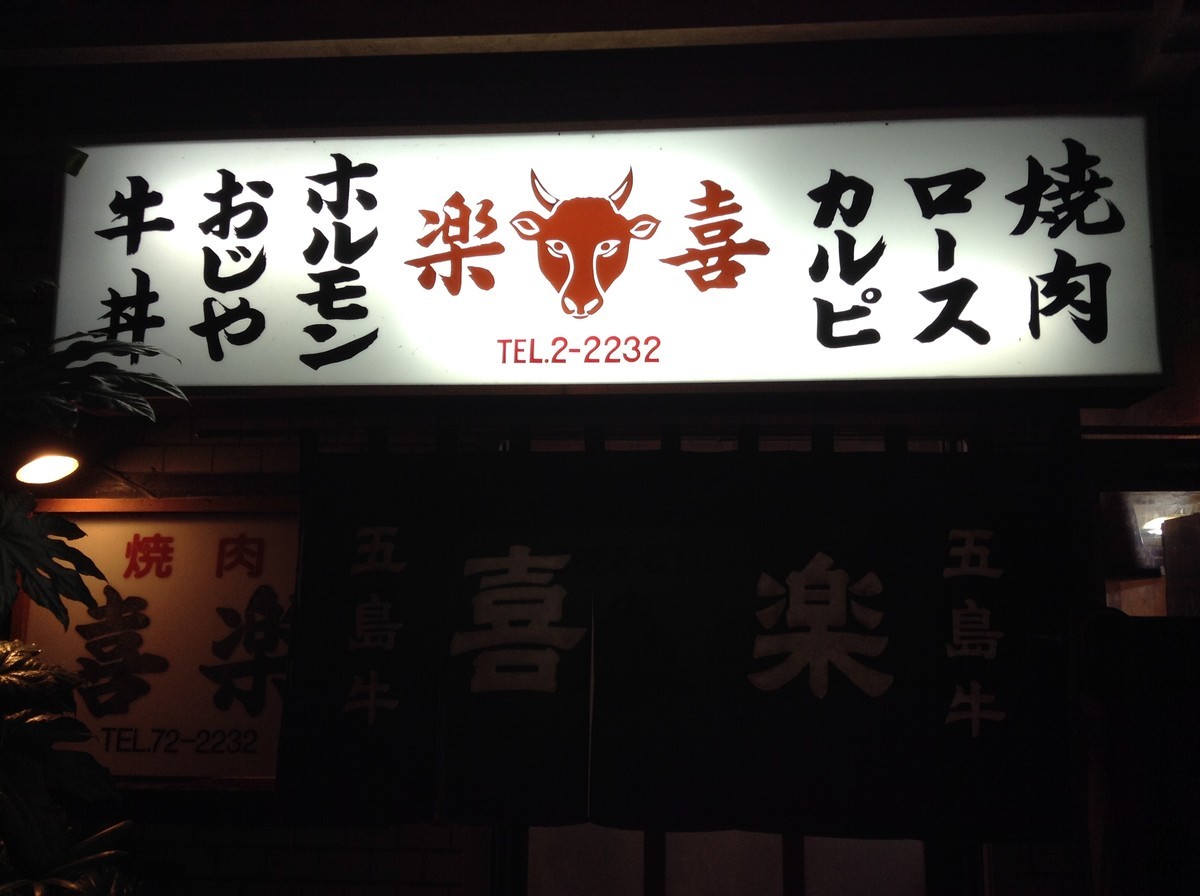 焼肉
ロース
カルピ
喜楽
TEL.2-2232
ホルモン
おじや
牛丼
焼肉
喜楽
TEL.72-2232
五島牛
喜楽
五島牛